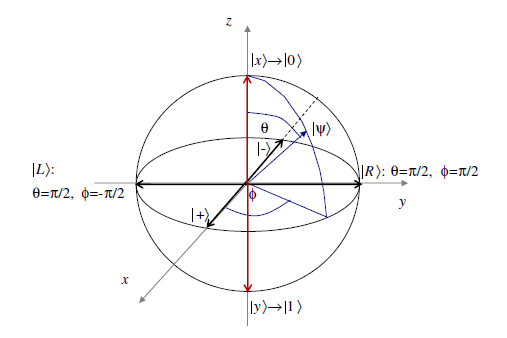 z
|x⟩→|0⟩
θ
|ψ⟩
|-⟩
|L⟩:
|R⟩: θ=π/2, ϕ=π/2
θ=π/2, ϕ=-π/2
ϕ
y
|+⟩
x
|y⟩→|1⟩